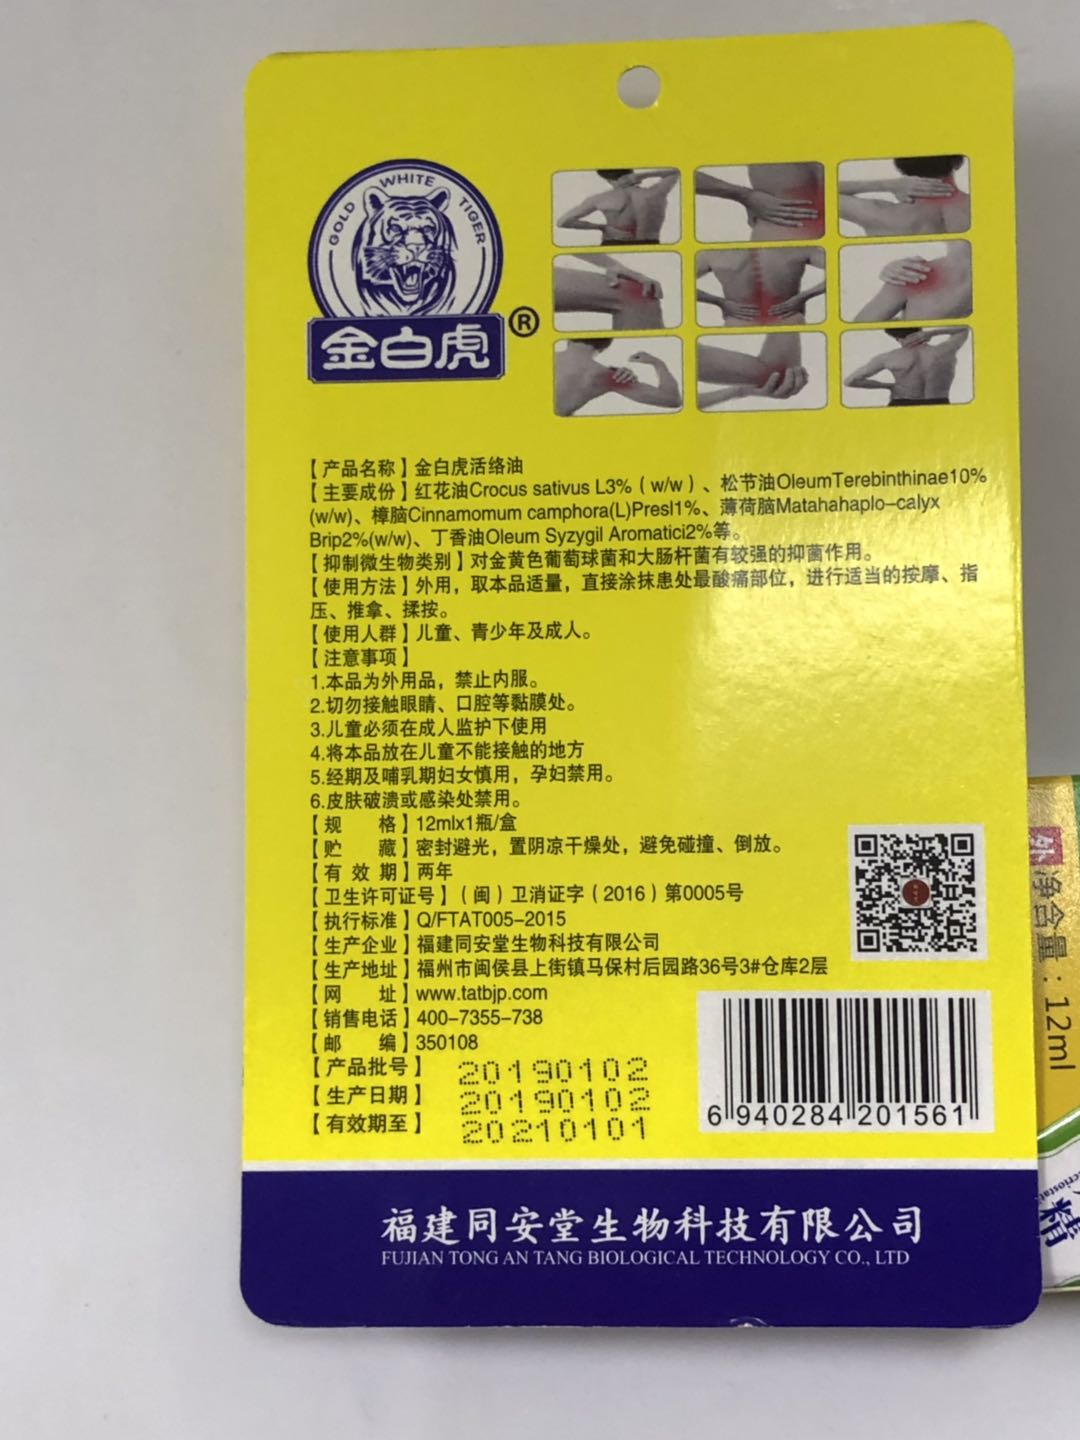 GOLD WHITE TIGER
金白虎®
【产品名称】金白虎活络油
【主要成份】红花油Crocus sativus L3%（w/w）、松节油OleumTerebinthinae10%
(w/w)、樟脑Cinnamomum camphora(L)Presl1%、薄荷脑Matahahaplo-calyx
Brip2%(w/w)、丁香油Oleum Syzygil Aromatici2%等。
【抑制微生物类别】对金黄色葡萄球菌和大肠杆菌有较强的抑菌作用。
【使用方法】外用，取本品适量，直接涂抹患处最酸痛部位，进行适当的按摩、指
压、推拿、揉按。
【使用人群】儿童、青少年及成人。
【注意事项】
1.本品为外用品，禁止内服。
2.切勿接触眼睛、口腔等黏膜处。
3.儿童必须在成人监护下使用
4.将本品放在儿童不能接触的地方
5.经期及哺乳期妇女慎用，孕妇禁用。
6.皮肤破溃或感染处禁用。
【规 格】12mlx1瓶/盒
【贮 藏】密封避光，置阴凉干燥处，避免碰撞、倒放。
【有 效 期】两年
【卫生许可证号】（闽）卫消证字（2016）第0005号
【执行标准】Q/FTAT005-2015
【生产企业】福建同安堂生物科技有限公司
【生产地址】福州市闽侯县上街镇马保村后园路36号3#仓库2层
【网 址】www.tatbjp.com
【销售电话】400-7355-738
【邮 编】350108
【产品批号】 20190102
【生产日期】 20190102
【有效期至】 20210101
6 940284 201561
福建同安堂生物科技有限公司
FUJIAN TONG AN TANG BIOLOGICAL TECHNOLOGY CO., LTD
外
净含量：12ml
精